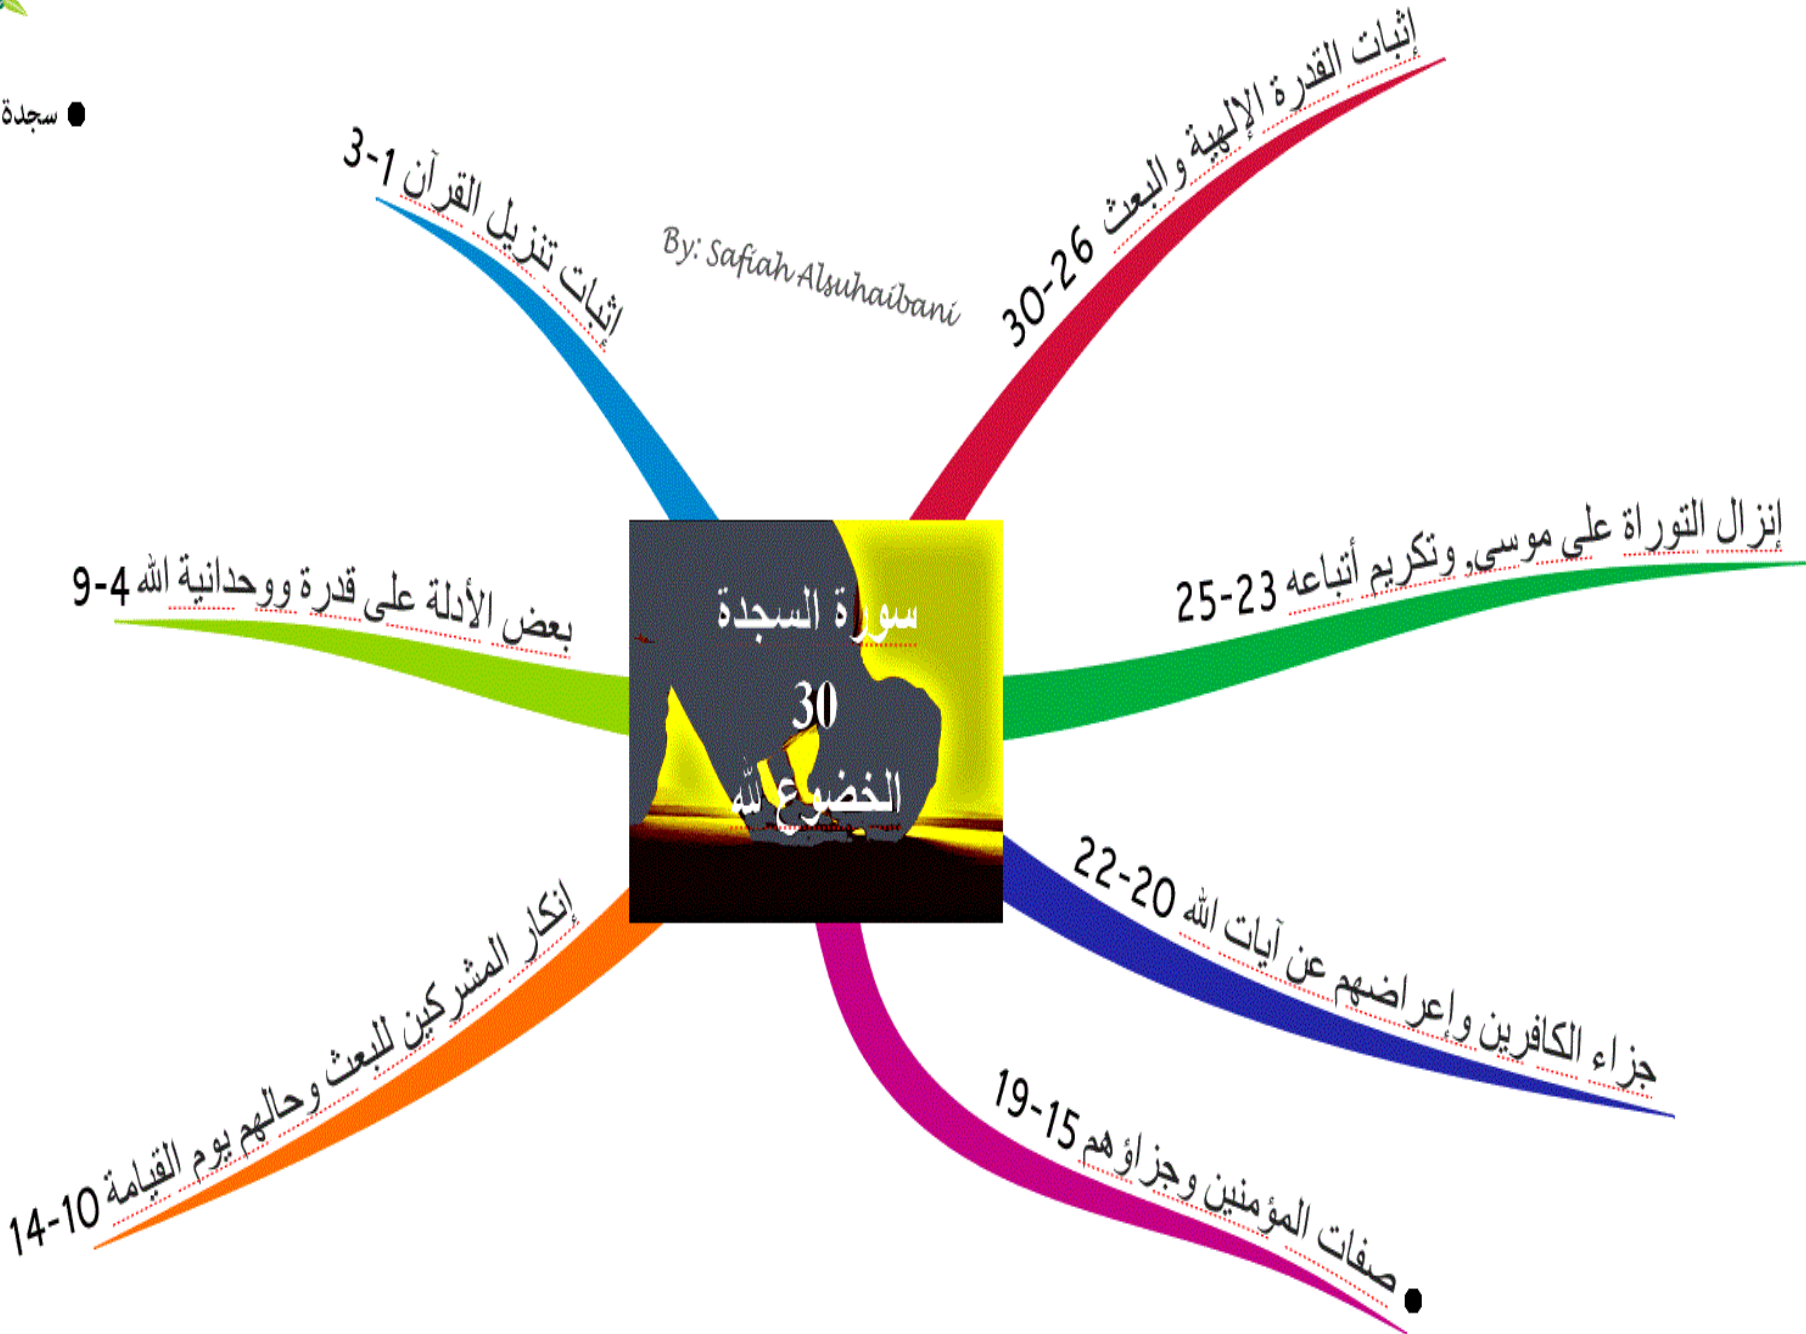 ● سجدة
إثبات القدرة الإلهية والبعث 26-30
إثبات تنزيل القرآن 1-3
By: Safiah Alsuhaibani
إنزال التوراة على موسى, وتكريم أتباعه 23-25
بعض الأدلة على قدرة ووحدانية الله 4-9
سورة السجدة
30
الخضوع لله
جزاء الكافرين وإعراضهم عن آيات الله 20-22
إنكار المشركين للبعث وحالهم يوم القيامة 10-14
● صفات المؤمنين وجزاؤهم 15-19